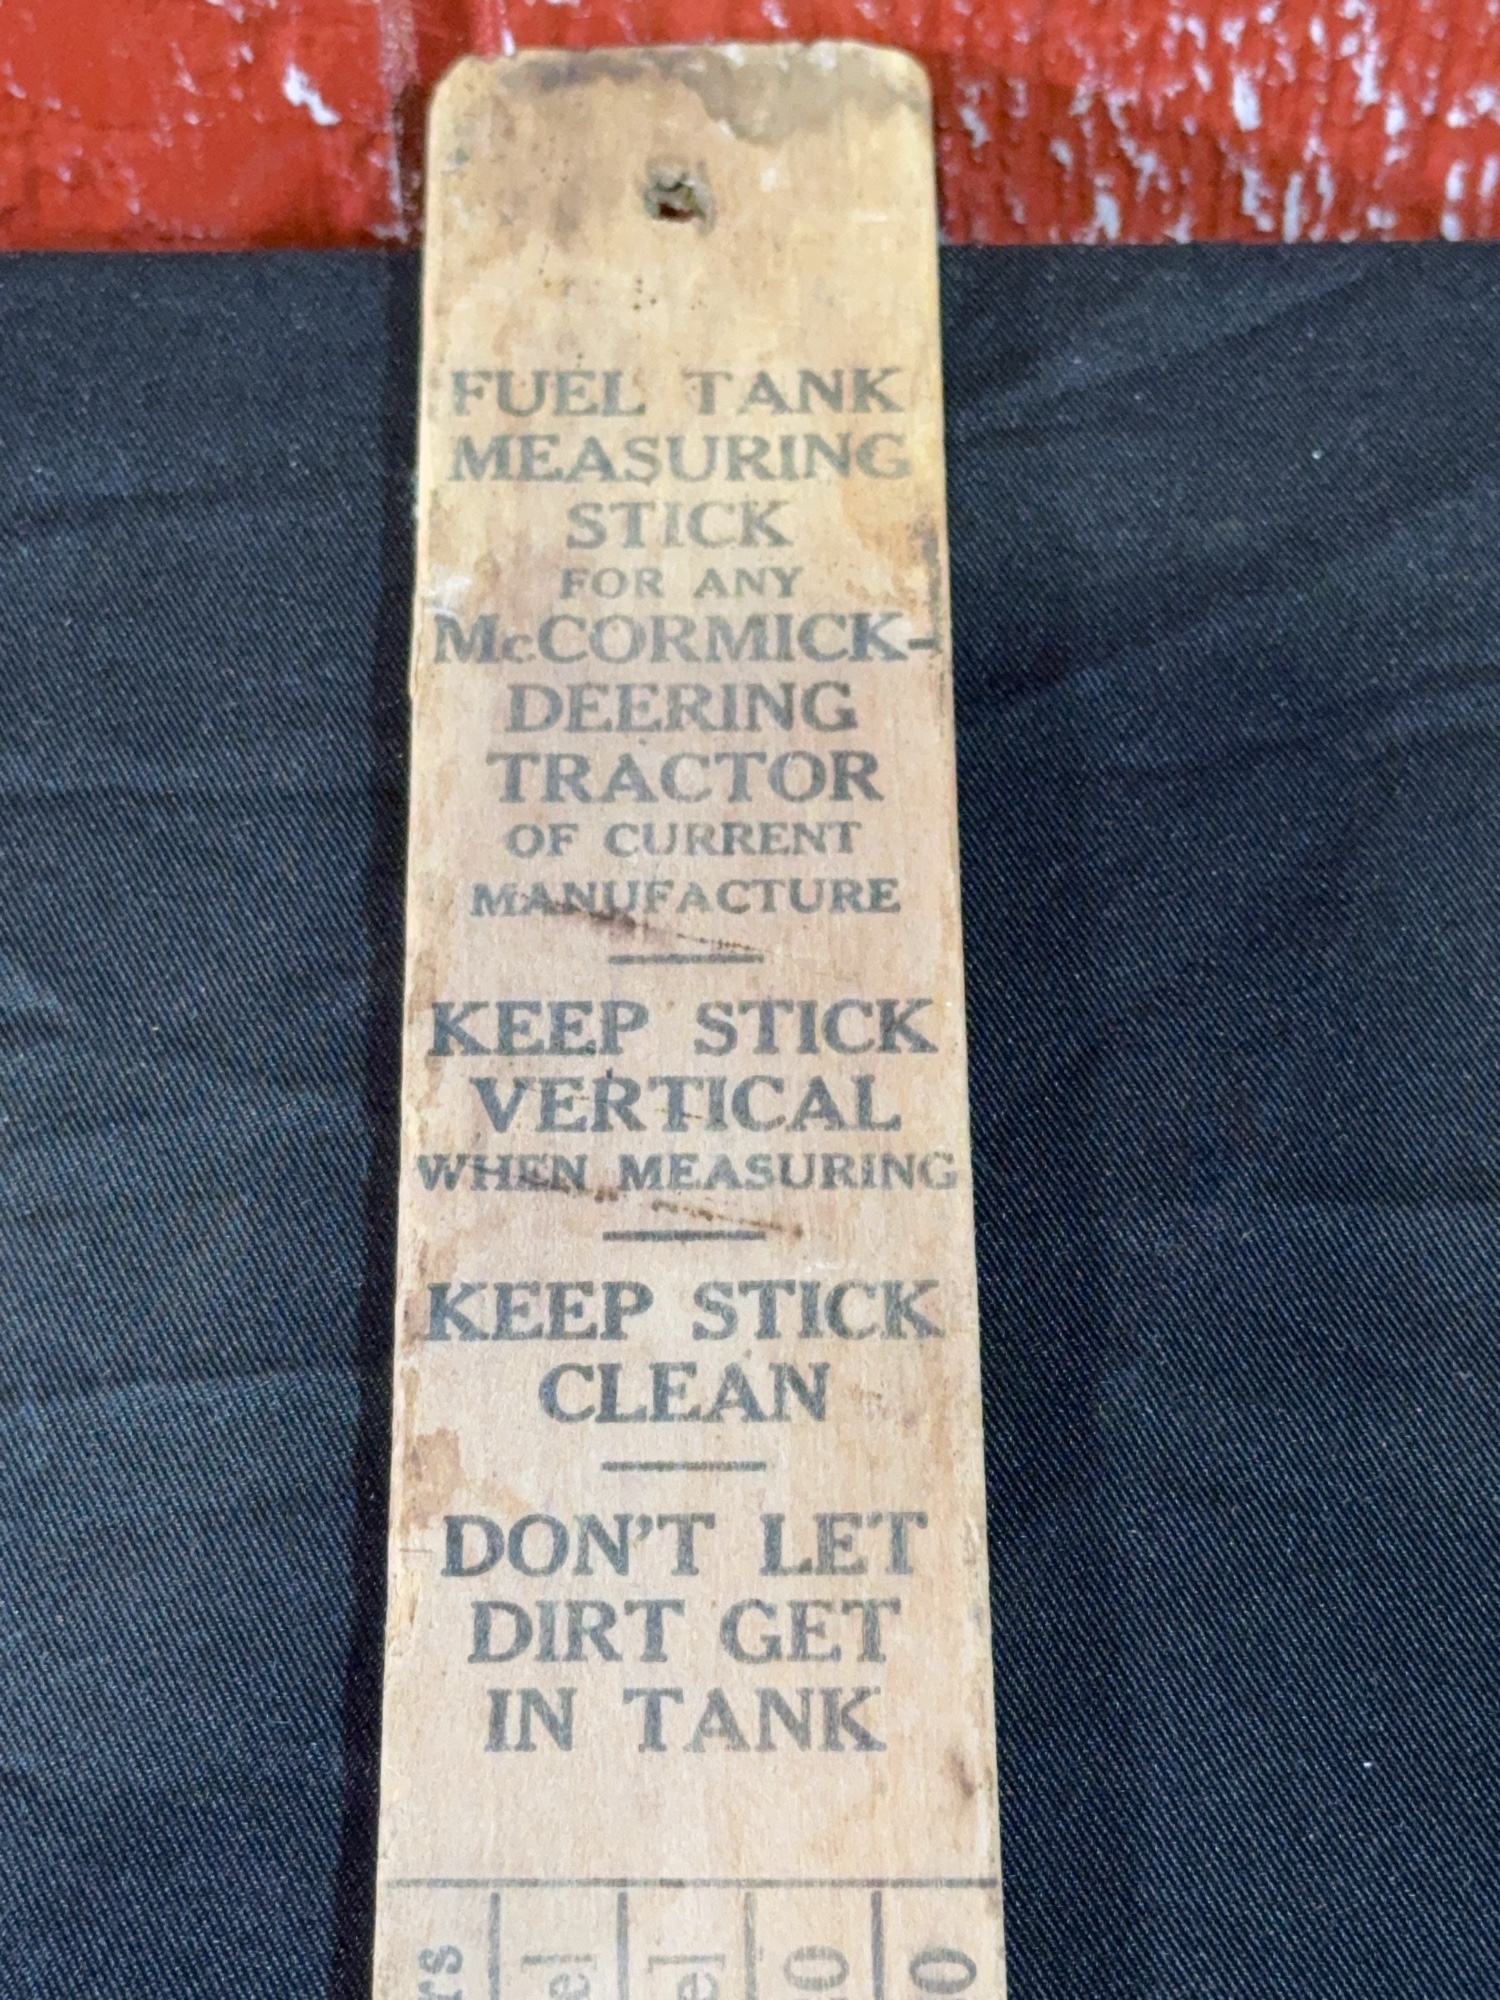 FUEL TANK
MEASURING
STICK
FOR ANY
McCORMICK-
DEERING
TRACTOR
OF CURRENT
MANUFACTURE
KEEP STICK
VERTICAL
WHEN MEASURING
KEEP STICK
CLEAN
DON'T LET
DIRT GET
IN TANK